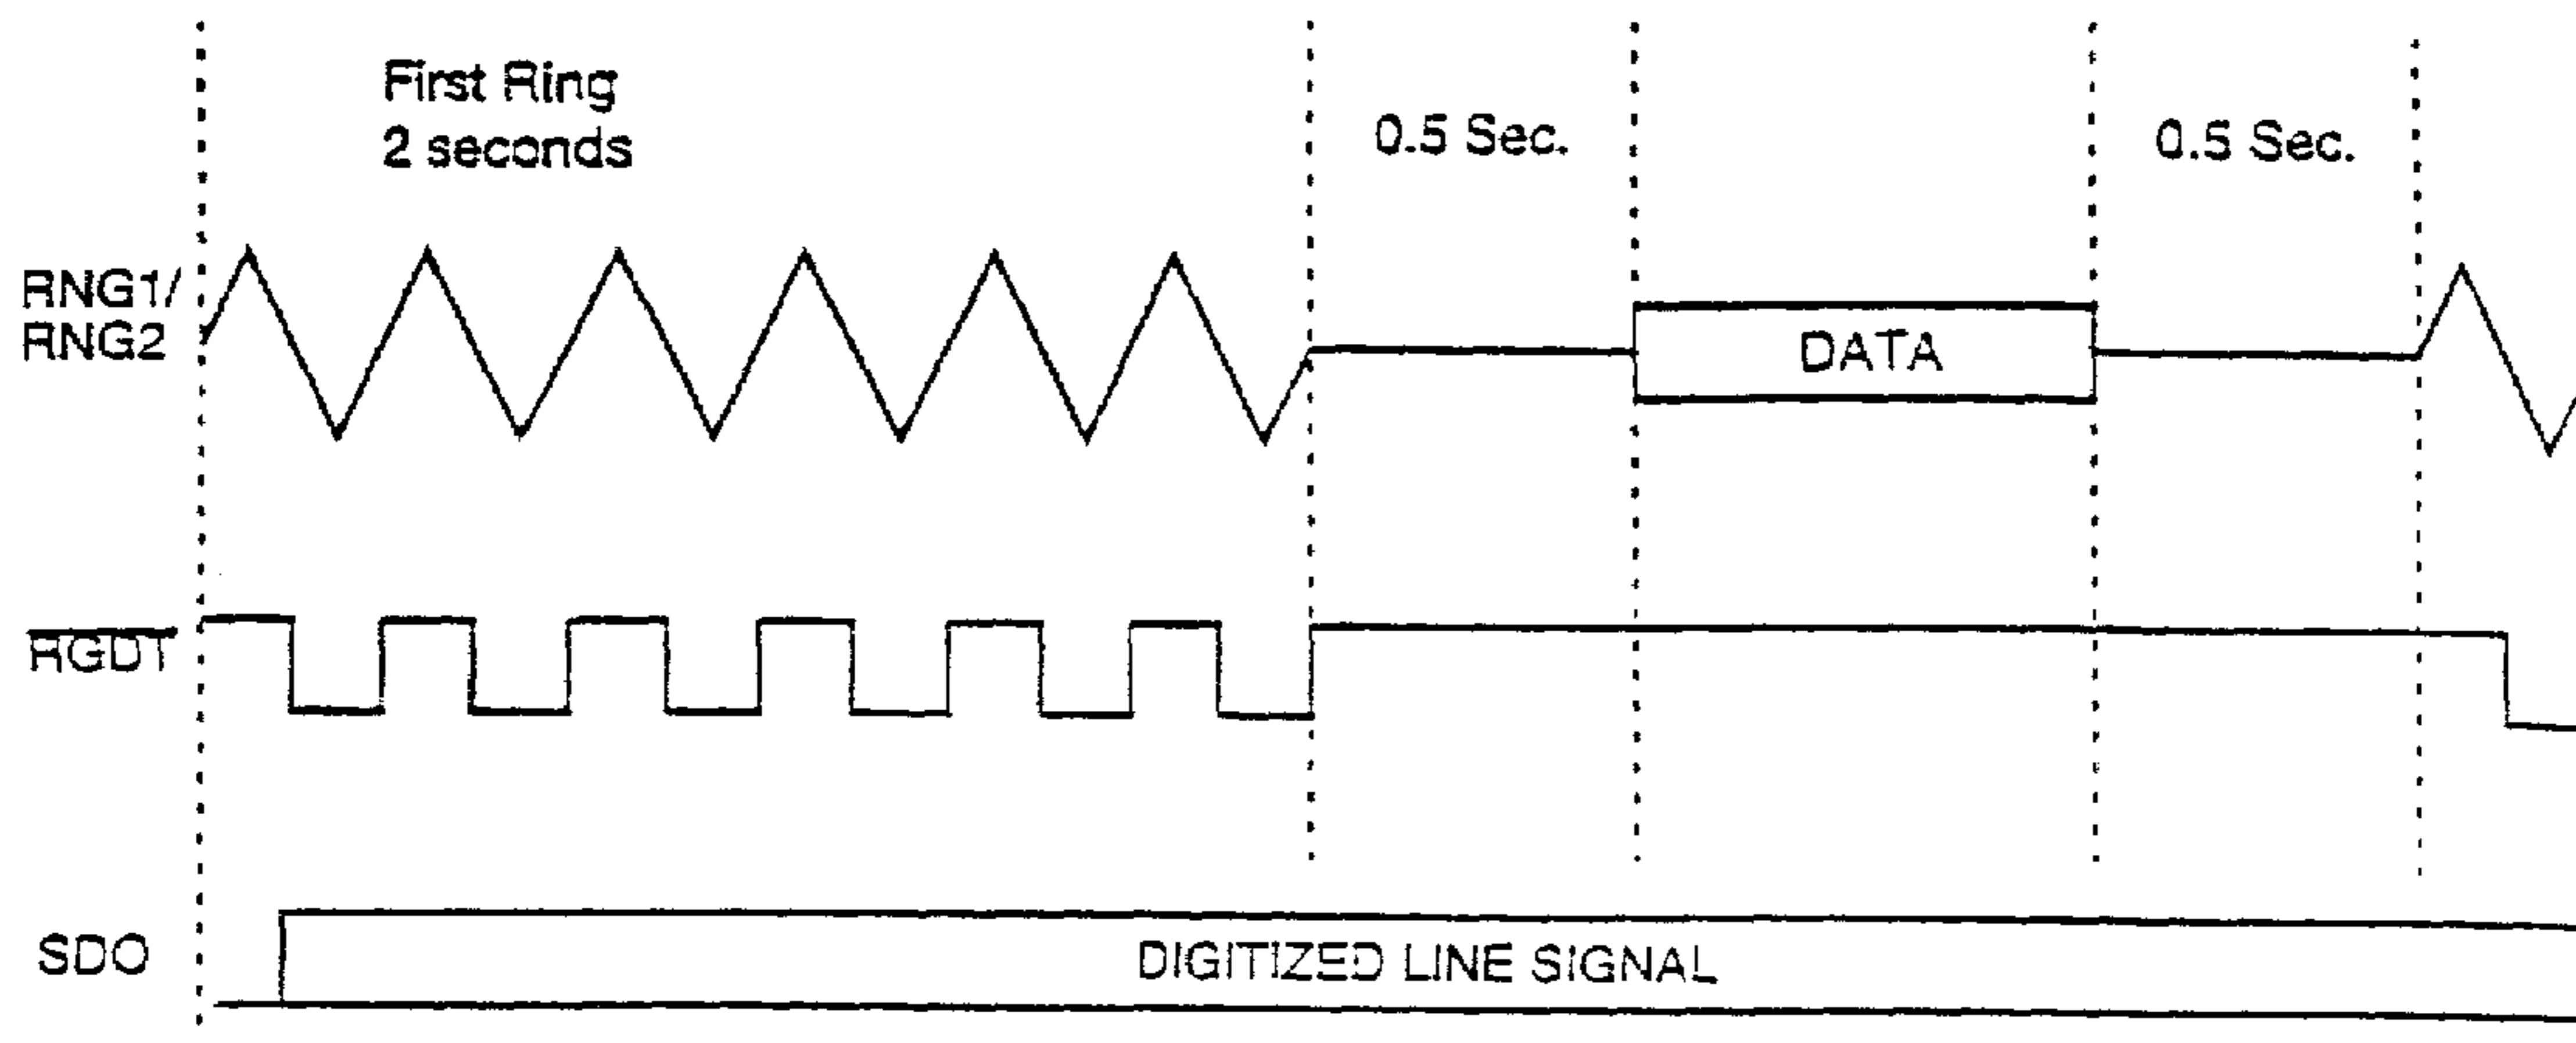 First Ring
2 seconds
0.5 Sec.
0.5 Sec.
RNG1/
RNG2
DATA
RGDT
SDO
DIGITIZED LINE SIGNAL